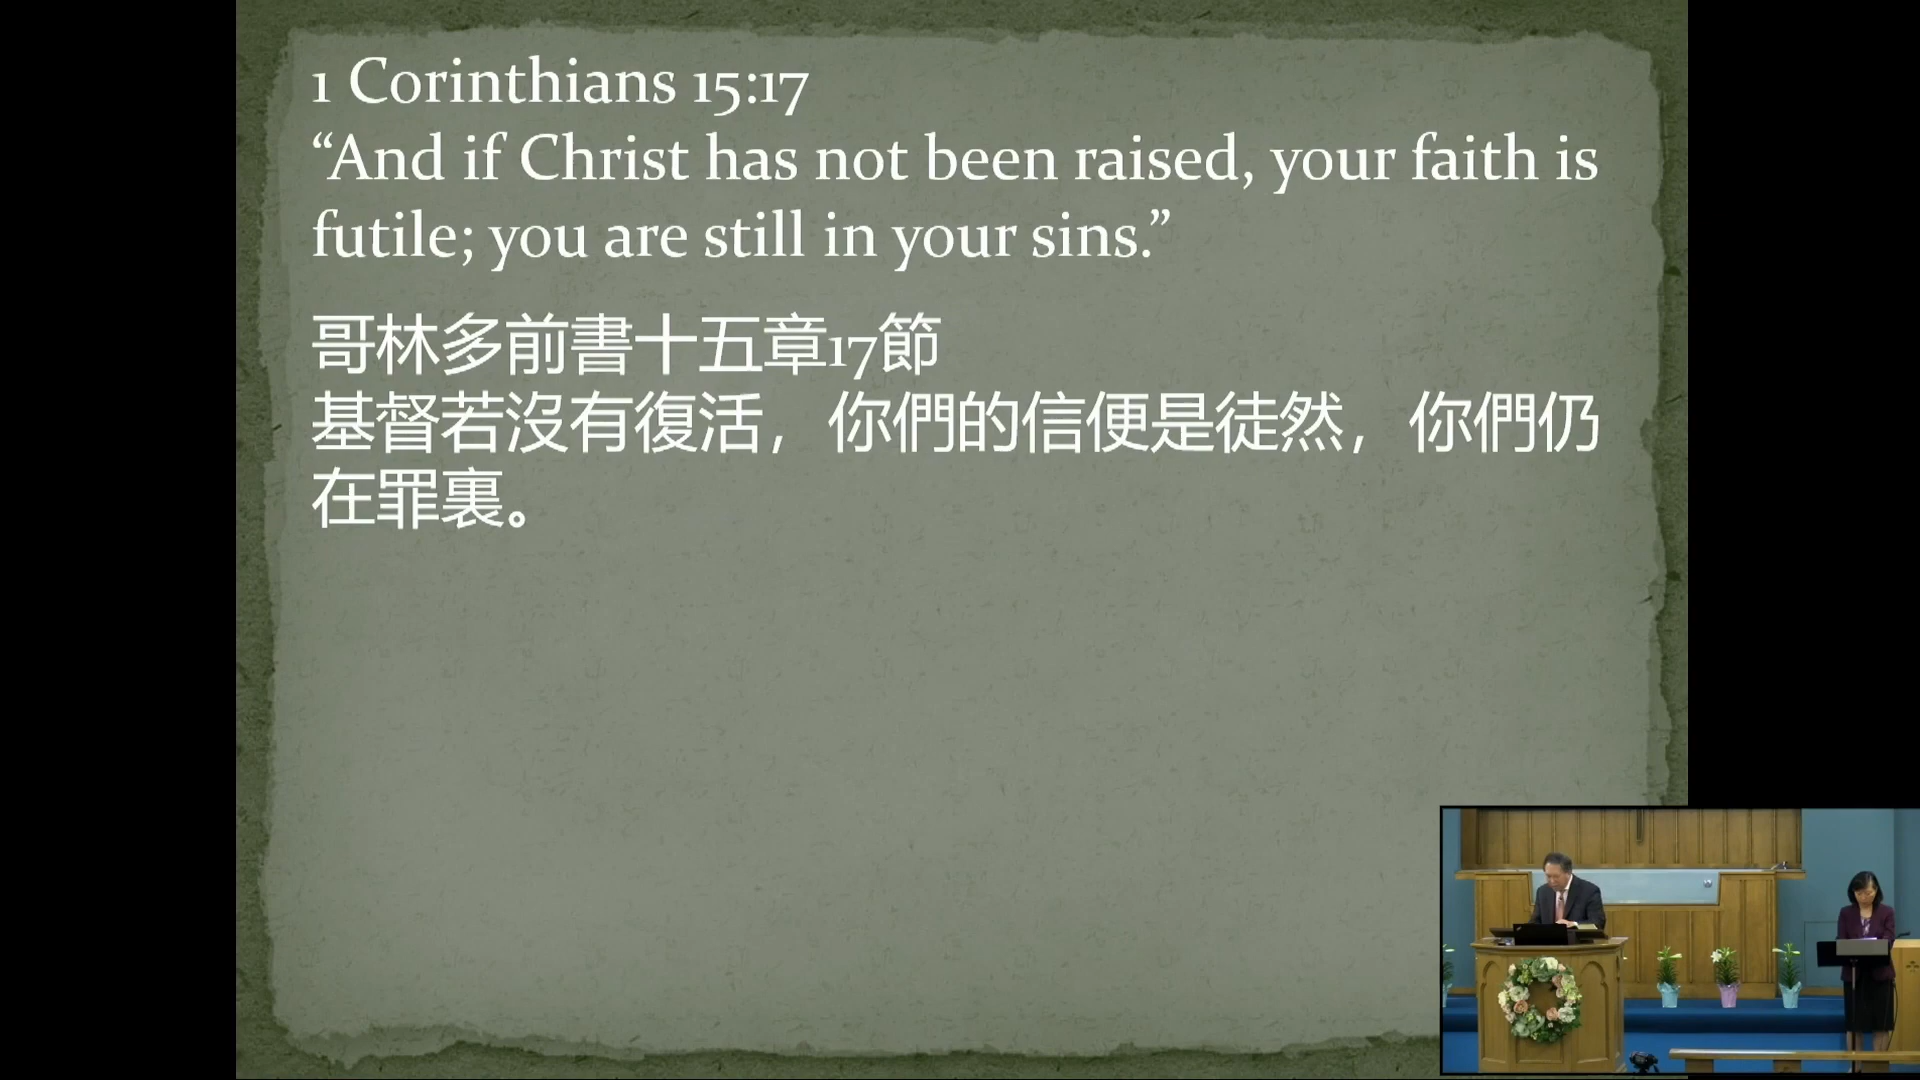 1 Corinthians 15:17
“And if Christ has not been raised, your faith is
futile; you are still in your sins.”
哥林多前書十五章17節
基督若沒有復活，你們的信便是徒然，你們仍
在罪裏。